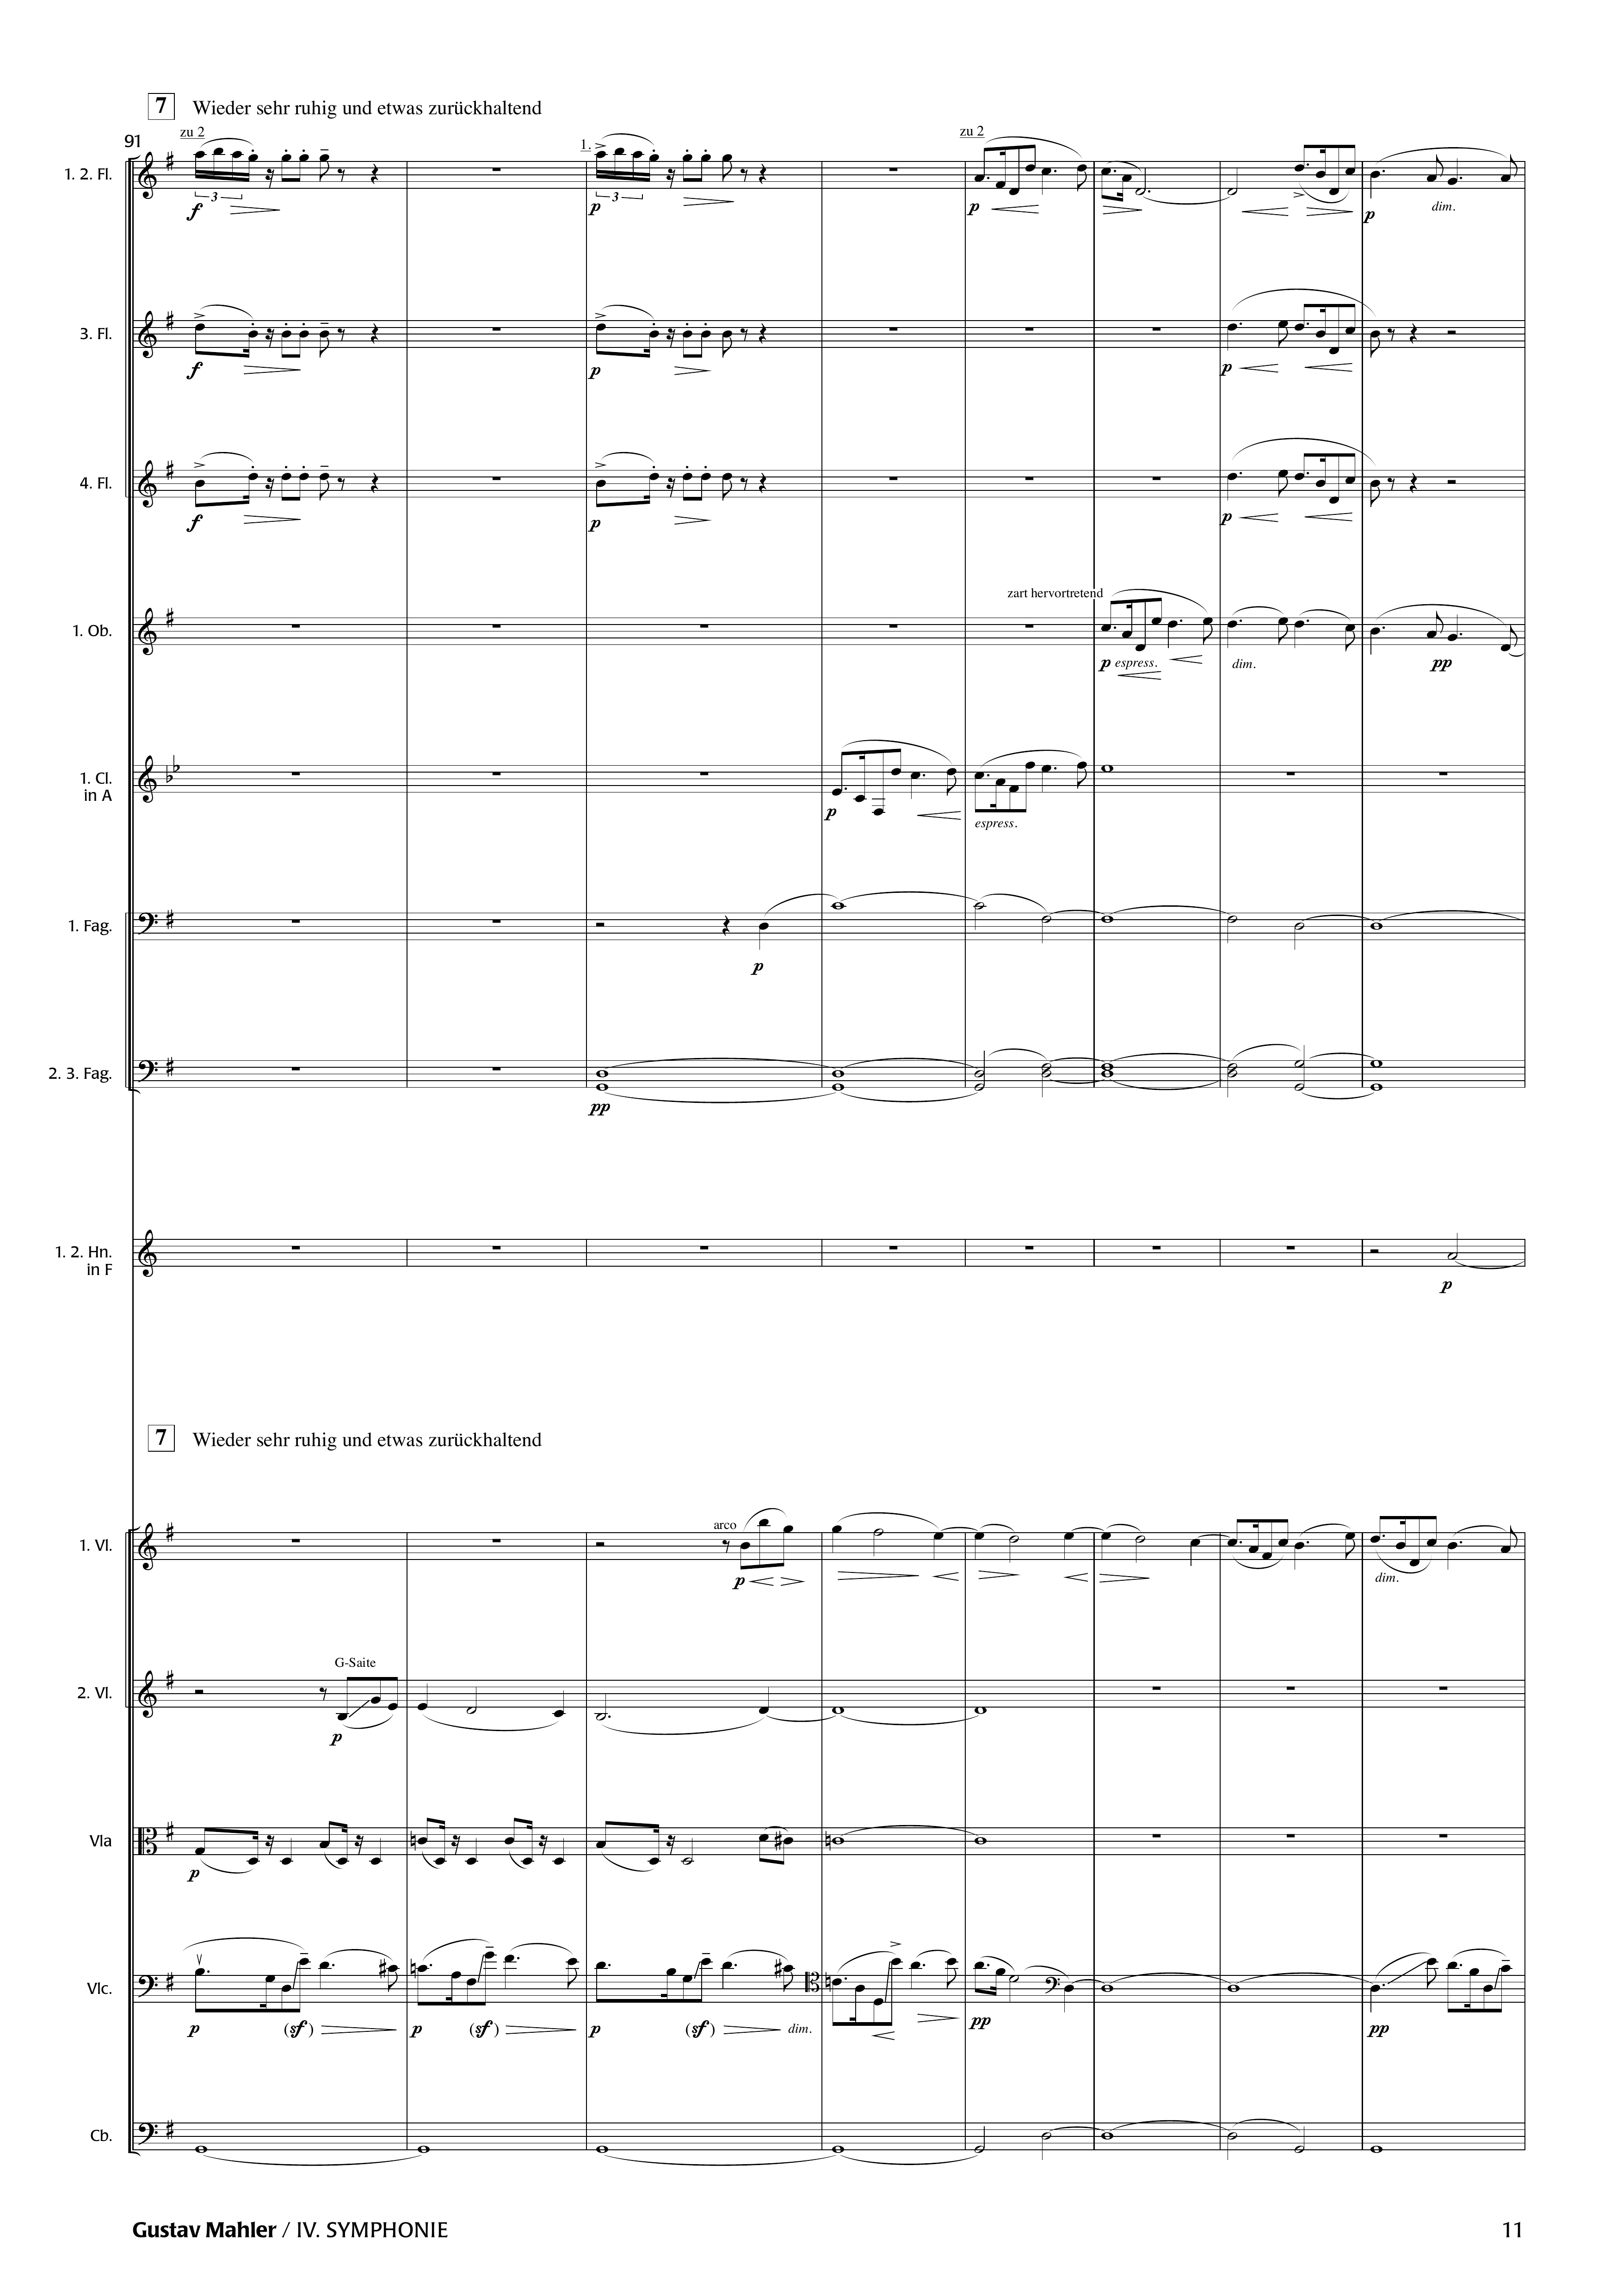 7 Wieder sehr ruhig und etwas zurückhaltend
91
zu 2 1. zu 2
1. 2. Fl.
3 3
f p p p dim.
3. Fl.
f p p
4. Fl.
f p p
zart hervortretend
1. Ob.
p espress. dim. pp
1. Cl.
in A
p espress.
1. Fag.
p
2. 3. Fag.
pp
1. 2. Hn.
in F
p
7 Wieder sehr ruhig und etwas zurückhaltend
arco
1. Vl.
p dim.
G-Saite
2. Vl.
p
Vla
p
Vlc.
p (sf) p (sf) p (sf) dim. pp pp
Cb.
Gustav Mahler / IV. SYMPHONIE 11